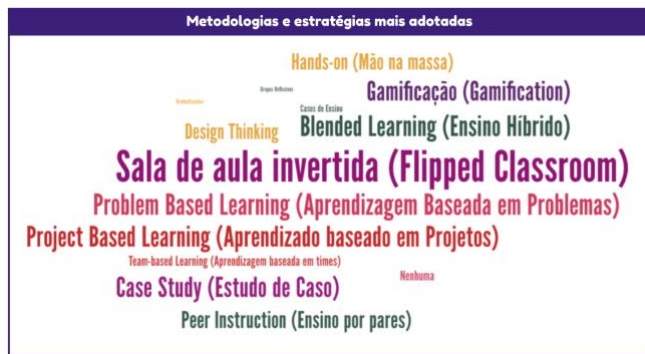 Metodologias e estratégias mais adotadas
Hands-on (Mão na massa)
Grupos Reflexivos
Gamificação (Gamification)
Casos de Ensino
Design Thinking
Blended Learning (Ensino Híbrido)
Sala de aula invertida (Flipped Classroom)
Problem Based Learning (Aprendizagem Baseada em Problemas)
Project Based Learning (Aprendizado baseado em Projetos)
Team-based Learning (Aprendizagem baseada em times)
Nenhuma
Case Study (Estudo de Caso)
Peer Instruction (Ensino por pares)